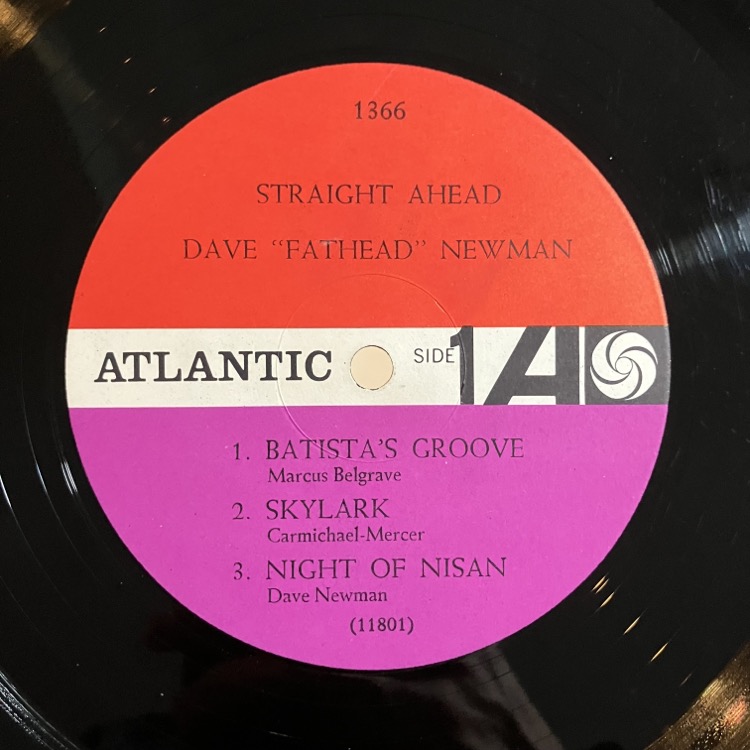 1366
STRAIGHT AHEAD
DAVE “FATHEAD” NEWMAN
ATLANTIC SIDE 1 A
1. BATISTA'S GROOVE
Marcus Belgrave
2. SKYLARK
Carmichael-Mercer
3. NIGHT OF NISAN
Dave Newman
(11801)